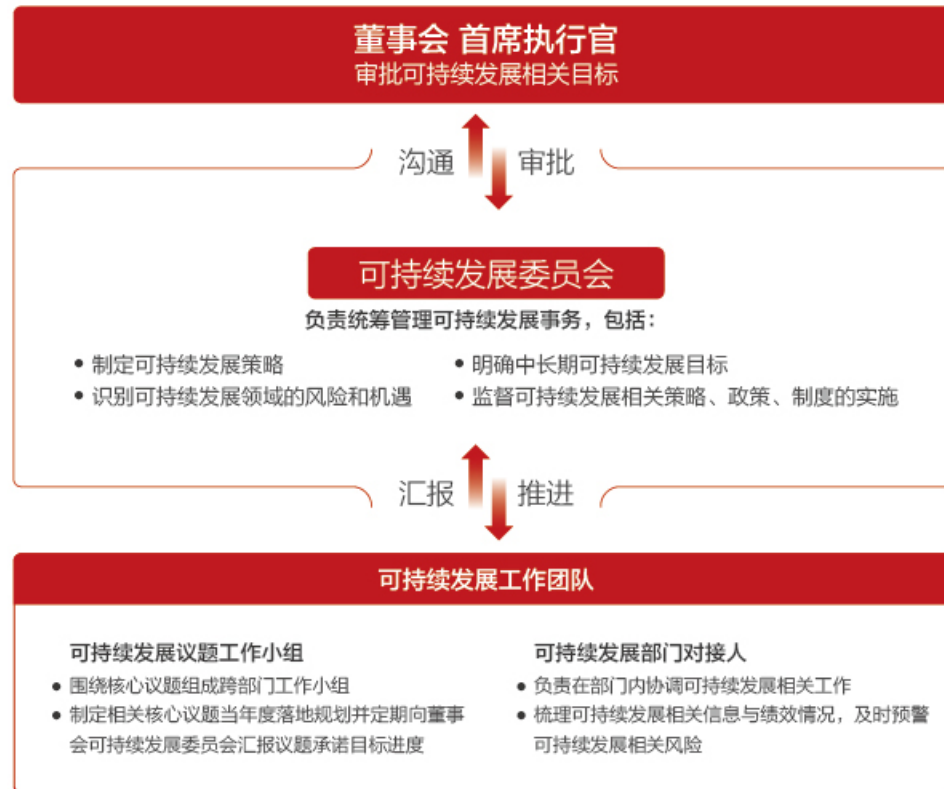 董事会 首席执行官
审批可持续发展相关目标
沟通 审批
可持续发展委员会
负责统筹管理可持续发展事务，包括：
• 制定可持续发展策略
• 识别可持续发展领域的风险和机遇
• 明确中长期可持续发展目标
• 监督可持续发展相关策略、政策、制度的实施
汇报 推进
可持续发展工作团队
可持续发展议题工作小组
• 围绕核心议题组成跨部门工作小组
• 制定相关核心议题当年度落地规划并定期向董事
会可持续发展委员会汇报议题承诺目标进度
可持续发展部门对接人
• 负责在部门内协调可持续发展相关工作
• 梳理可持续发展相关信息与绩效情况，及时预警
可持续发展相关风险